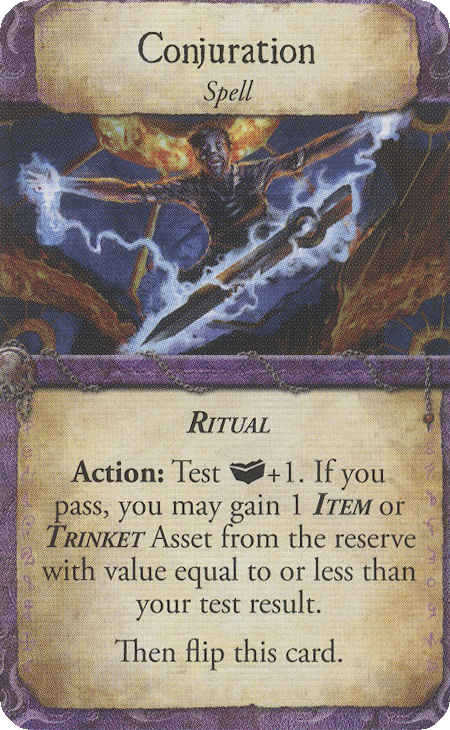 Conjuration
Spell
RITUAL
Action: Test +1. If you
pass, you may gain 1 ITEM or
TRINKET Asset from the reserve
with value equal to or less than
your test result.
Then flip this card.